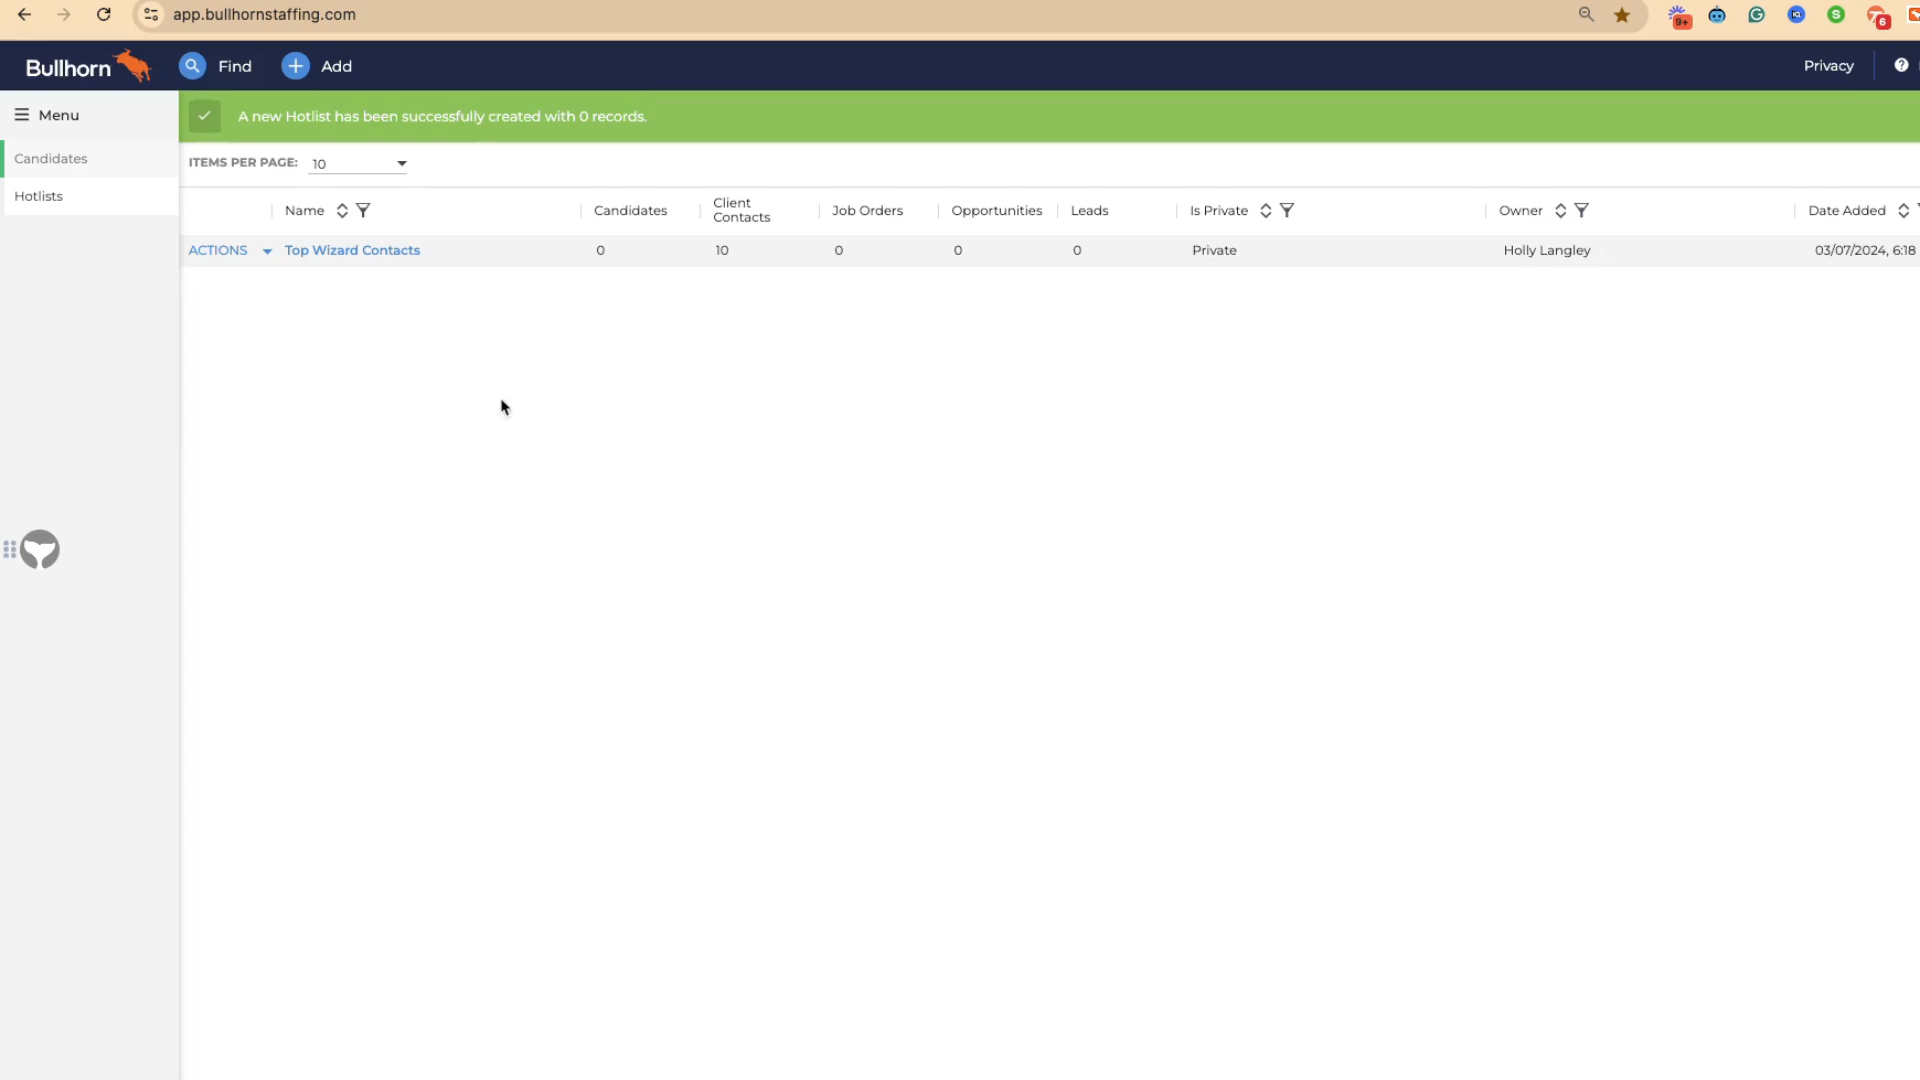 app.bullhornstaffing.com
9+
6
Bullhorn
Find
Add
Privacy
?
Menu
A new Hotlist has been successfully created with 0 records.
Candidates
ITEMS PER PAGE: 10
Hotlists
Name
Candidates
Client
Contacts
Job Orders
Opportunities
Leads
Is Private
Owner
Date Added
ACTIONS
Top Wizard Contacts
0
10
0
0
0
Private
Holly Langley
03/07/2024, 6:18